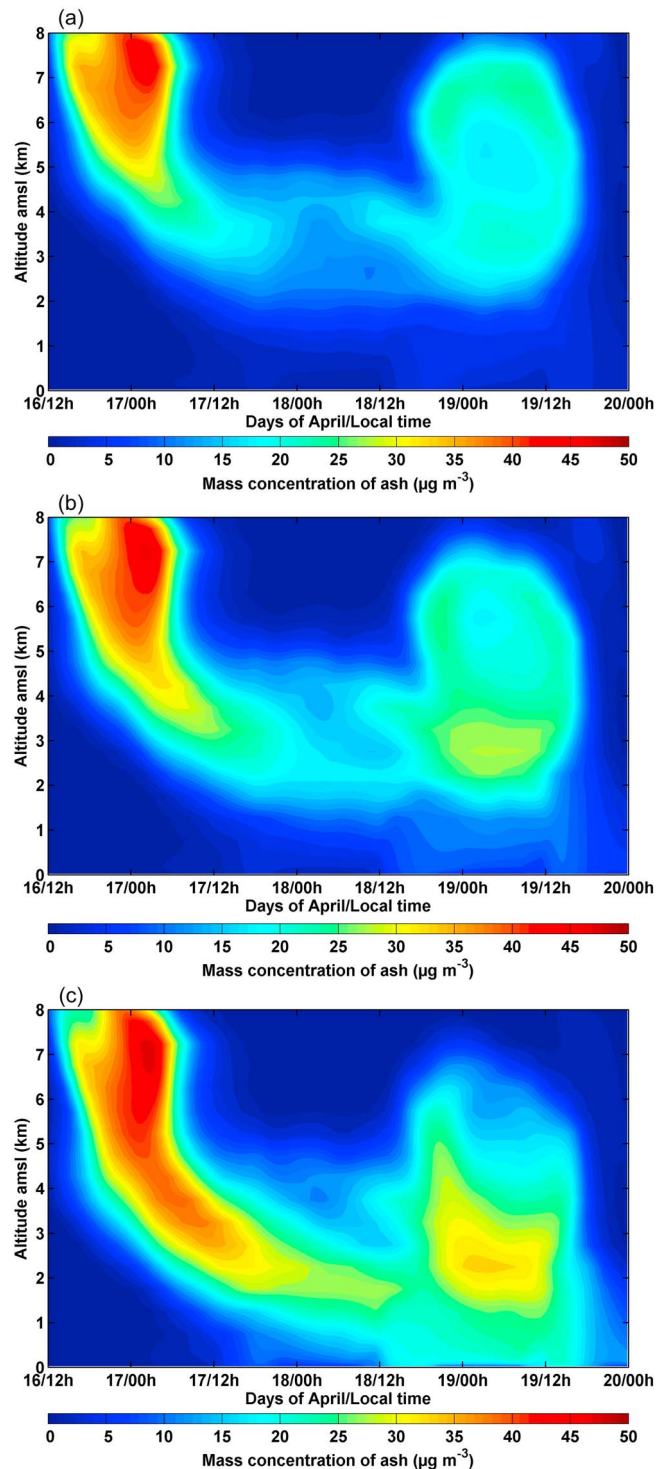 (a)
8
7
6
5
4
3
2
1
0
Altitude amsl (km)
16/12h 17/00h 17/12h 18/00h 18/12h 19/00h 19/12h 20/00h
Days of April/Local time
0 5 10 15 20 25 30 35 40 45 50
Mass concentration of ash (µg m⁻³)
(b)
8
7
6
5
4
3
2
1
0
Altitude amsl (km)
16/12h 17/00h 17/12h 18/00h 18/12h 19/00h 19/12h 20/00h
Days of April/Local time
0 5 10 15 20 25 30 35 40 45 50
Mass concentration of ash (µg m⁻³)
(c)
8
7
6
5
4
3
2
1
0
Altitude amsl (km)
16/12h 17/00h 17/12h 18/00h 18/12h 19/00h 19/12h 20/00h
Days of April/Local time
0 5 10 15 20 25 30 35 40 45 50
Mass concentration of ash (µg m⁻³)